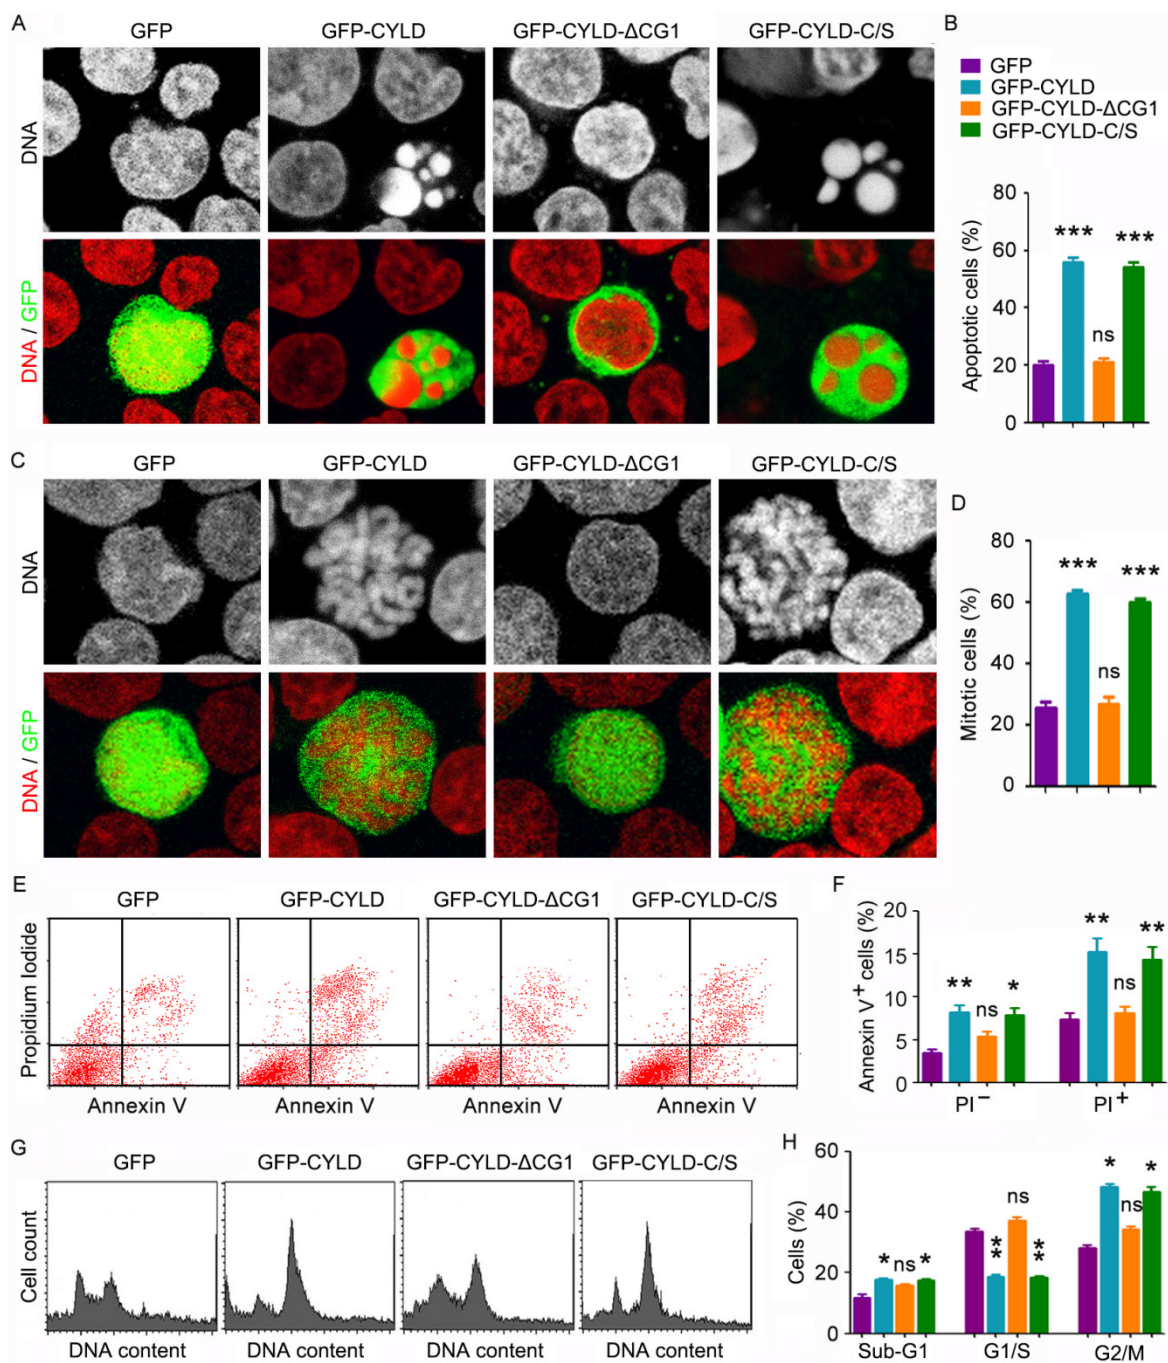 A
GFP GFP-CYLD GFP-CYLD-ΔCG1 GFP-CYLD-C/S
DNA
DNA / GFP
B
GFP
GFP-CYLD
GFP-CYLD-ΔCG1
GFP-CYLD-C/S
Apoptotic cells (%)
80
60
40
20
0
*** ns ***
C
GFP GFP-CYLD GFP-CYLD-ΔCG1 GFP-CYLD-C/S
DNA
DNA / GFP
D
Mitotic cells (%)
80
60
40
20
0
*** ns ***
E
GFP GFP-CYLD GFP-CYLD-ΔCG1 GFP-CYLD-C/S
Propidium Iodide
Annexin V Annexin V Annexin V Annexin V
F
Annexin V+ cells (%)
20
15
10
5
0
** ns * ** ns **
PI− PI+
G
GFP GFP-CYLD GFP-CYLD-ΔCG1 GFP-CYLD-C/S
Cell count
DNA content DNA content DNA content DNA content
H
Cells (%)
60
40
20
0
* ns * ** ns ** * ns *
Sub-G1 G1/S G2/M